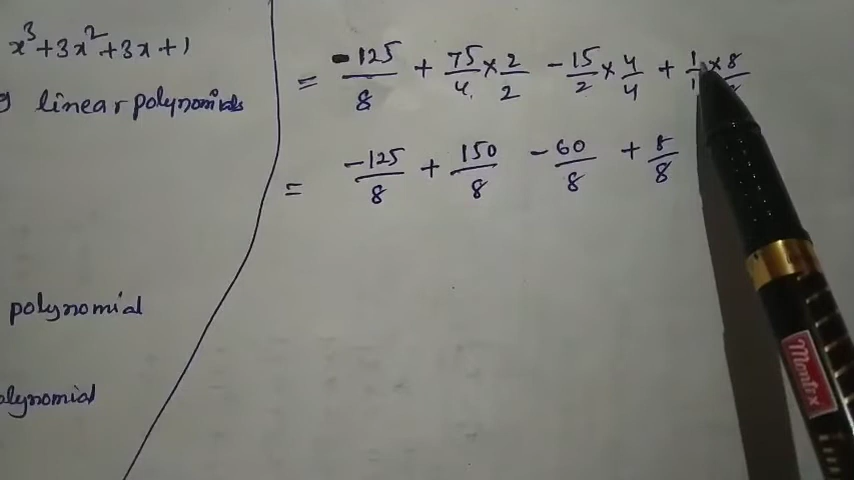 x³+3x²+3x+1
linear polynomials
polynomial
= -125/8 + 75/4 × 2/2 - 15/2 × 4/4 + 1/1 × 8/8
= -125/8 + 150/8 - 60/8 + 8/8
Montex